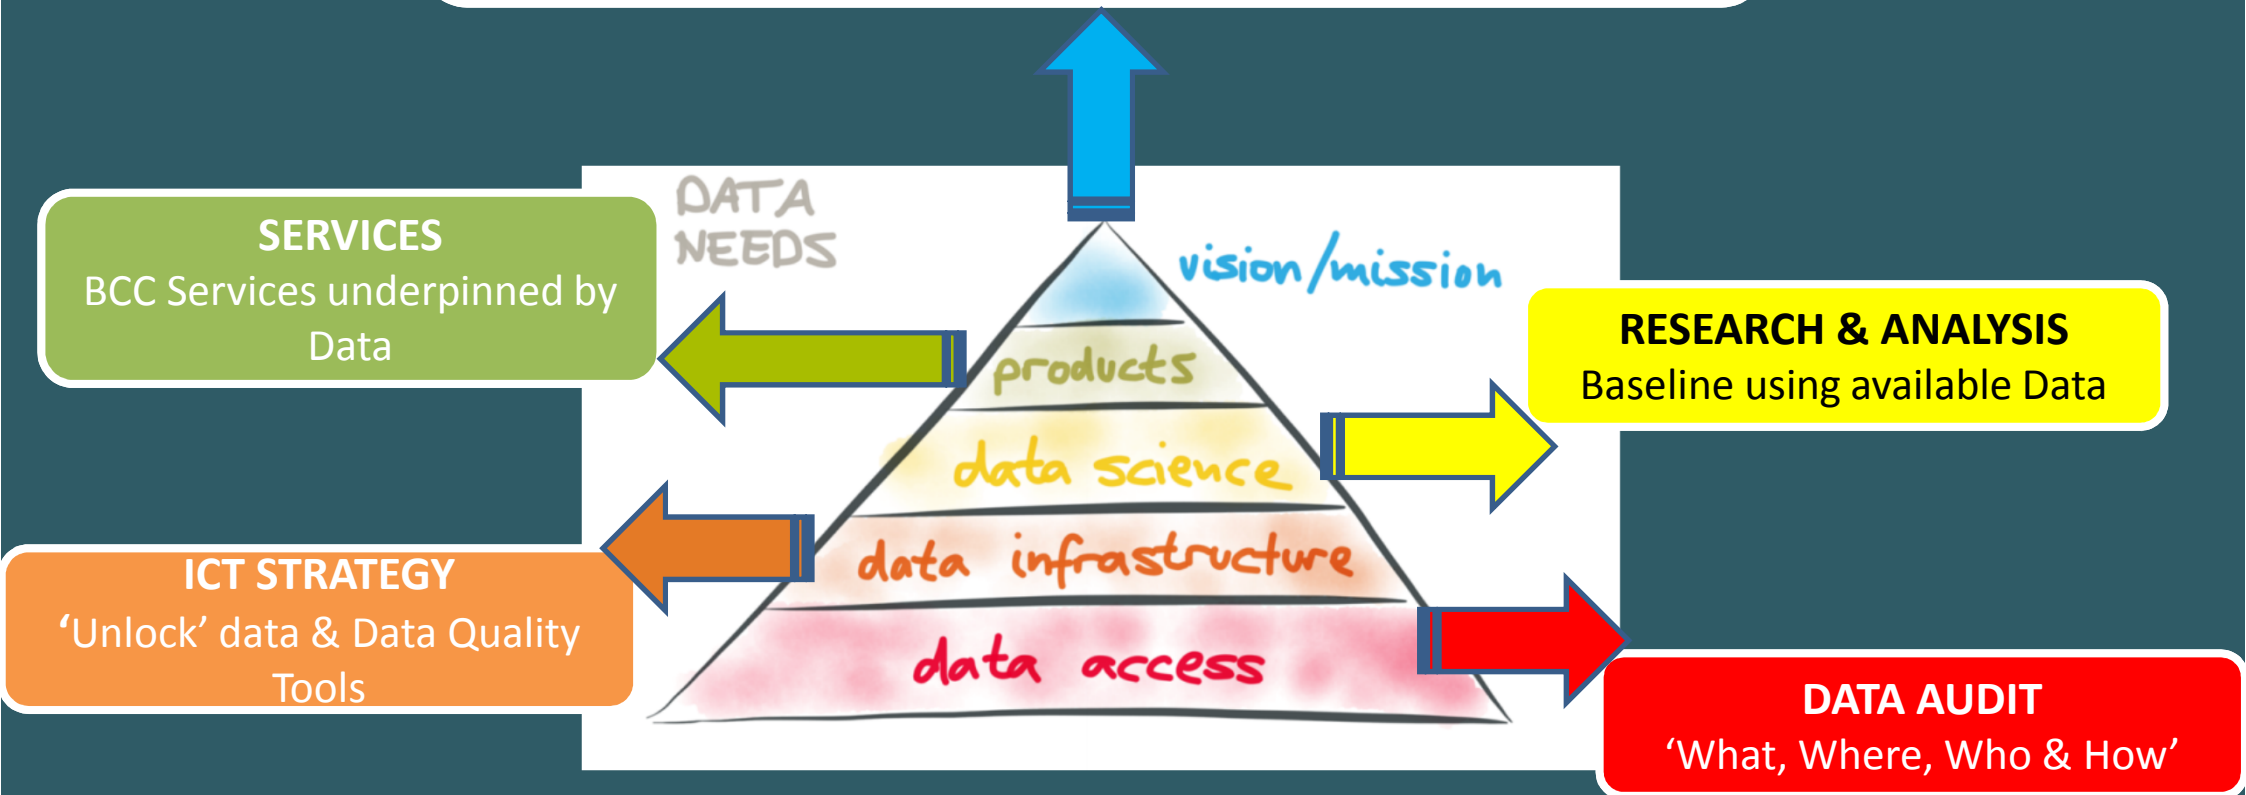 DATA
NEEDS
vision/mission
SERVICES
BCC Services underpinned by
Data
products
RESEARCH & ANALYSIS
Baseline using available Data
data science
ICT STRATEGY
‘Unlock’ data & Data Quality
Tools
data infrastructure
data access
DATA AUDIT
‘What, Where, Who & How’